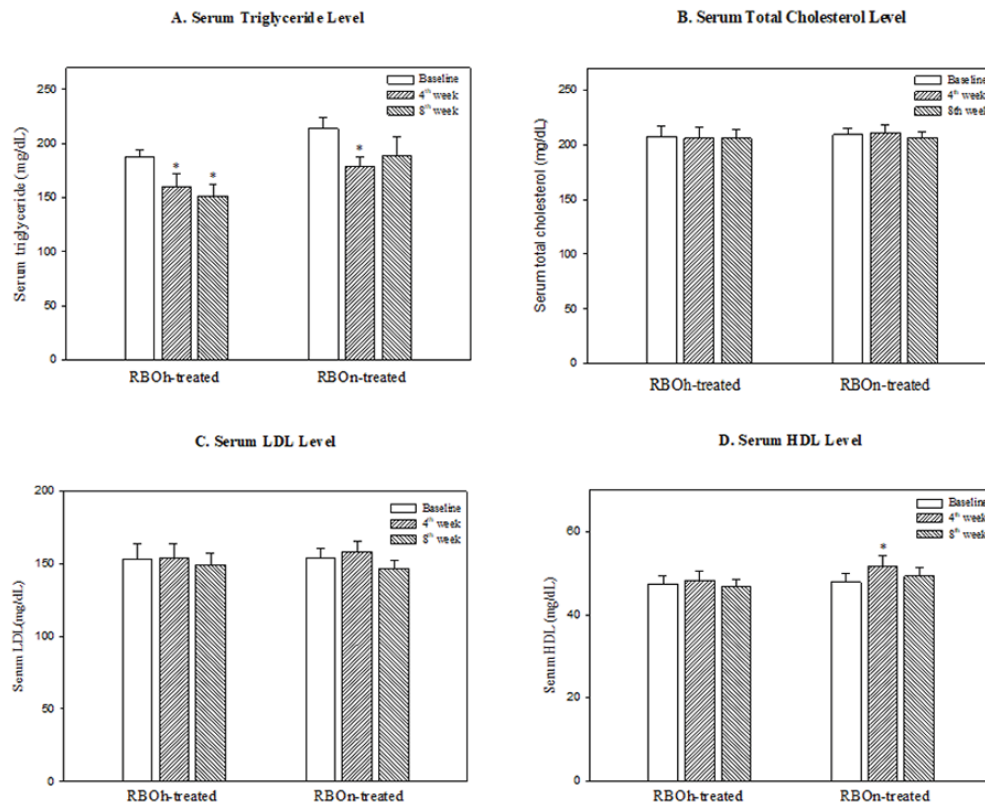 A. Serum Triglyceride Level
Serum triglyceride (mg/dL)
250
200
150
100
50
0
Baseline
4th week
8th week
*
*
*
RBOh-treated
RBOn-treated
B. Serum Total Cholesterol Level
Serum total cholesterol (mg/dL)
250
200
150
100
50
0
Baseline
4th week
8th week
RBOh-treated
RBOn-treated
C. Serum LDL Level
Serum LDL(mg/dL)
200
150
100
50
0
Baseline
4th week
8th week
RBOh-treated
RBOn-treated
D. Serum HDL Level
Serum HDL (mg/dL)
60
40
20
0
Baseline
4th week
8th week
*
RBOh-treated
RBOn-treated